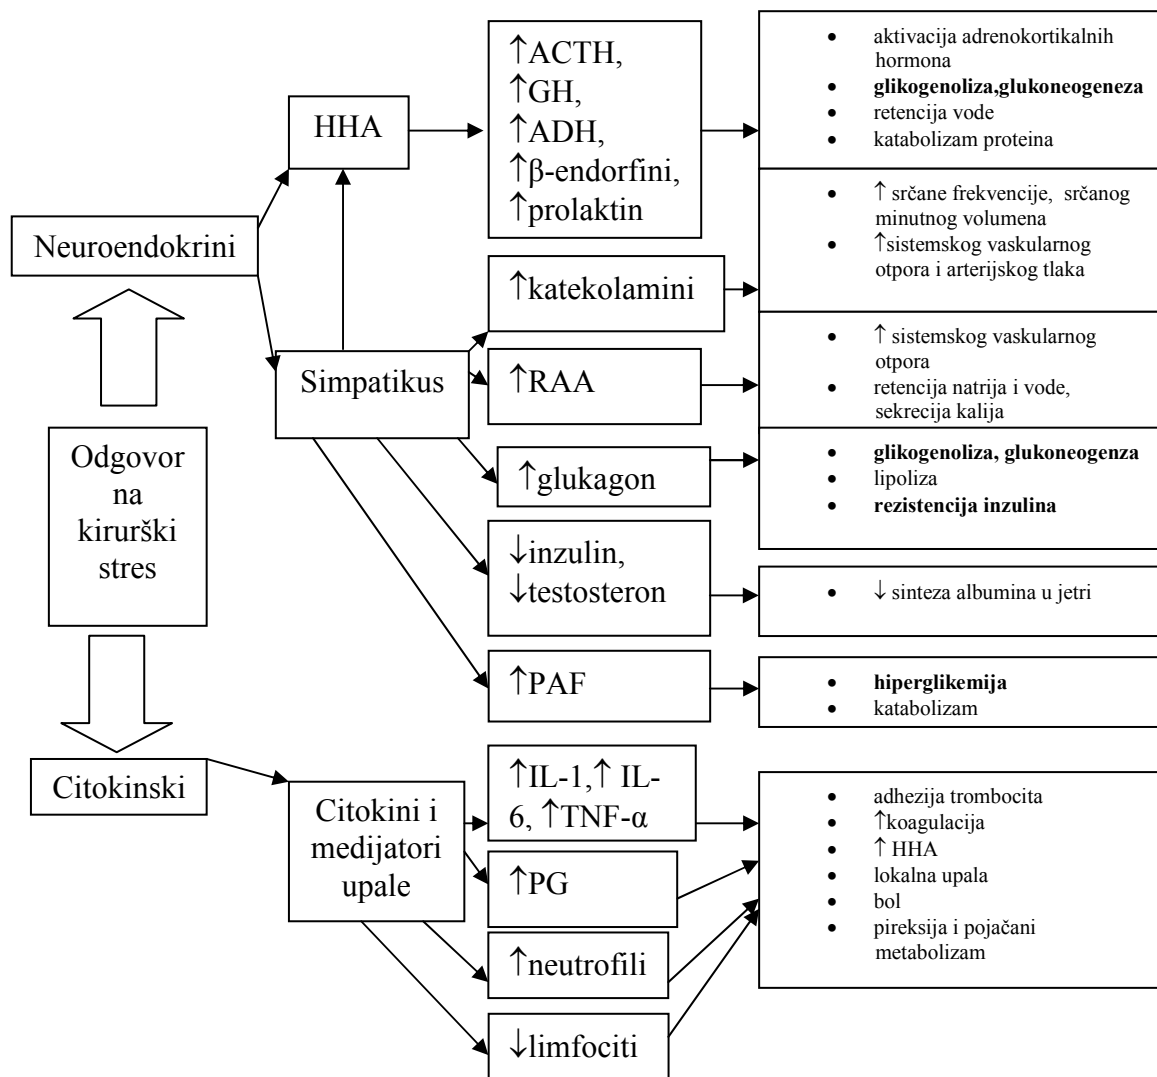 Odgovor
na
kirurški
stres
Neuroendokrini
HHA
↑ACTH,
↑GH,
↑ADH,
↑β-endorfini,
↑prolaktin
• aktivacija adrenokortikalnih
hormona
• glikogenoliza,glukoneogeneza
• retencija vode
• katabolizam proteina
Simpatikus
↑katekolamini
• ↑ srčane frekvencije, srčanog
minutnog volumena
• ↑sistemskog vaskularnog
otpora i arterijskog tlaka
↑RAA
• ↑ sistemskog vaskularnog
otpora
• retencija natrija i vode,
sekrecija kalija
↑glukagon
• glikogenoliza, glukoneogenza
• lipoliza
• rezistencija inzulina
↓inzulin,
↓testosteron
• ↓ sinteza albumina u jetri
↑PAF
• hiperglikemija
• katabolizam
Citokinski
Citokini i
medijatori
upale
↑IL-1,↑ IL-
6, ↑TNF-α
↑PG
↑neutrofili
↓limfociti
• adhezija trombocita
• ↑koagulacija
• ↑ HHA
• lokalna upala
• bol
• pireksija i pojačani
metabolizam